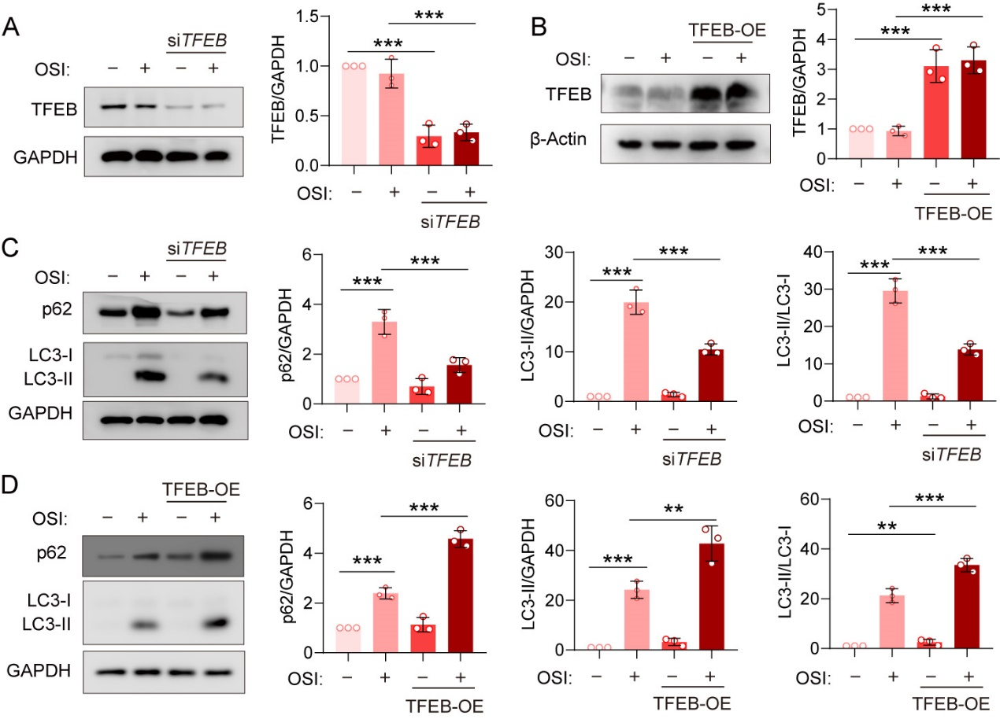 A
siTFEB
OSI: – + – +
TFEB
GAPDH
TFEB/GAPDH
1.5
1.0
0.5
0.0
***
***
OSI: – + – +
siTFEB
B
TFEB-OE
OSI: – + – +
TFEB
β-Actin
TFEB/GAPDH
5
4
3
2
1
0
***
***
OSI: – + – +
TFEB-OE
C
siTFEB
OSI: – + – +
p62
LC3-I
LC3-II
GAPDH
p62/GAPDH
6
4
2
0
***
***
OSI: – + – +
siTFEB
LC3-II/GAPDH
30
20
10
0
***
***
OSI: – + – +
siTFEB
LC3-II/LC3-I
40
30
20
10
0
***
***
OSI: – + – +
siTFEB
D
TFEB-OE
OSI: – + – +
p62
LC3-I
LC3-II
GAPDH
p62/GAPDH
6
4
2
0
***
***
OSI: – + – +
TFEB-OE
LC3-II/GAPDH
60
40
20
0
**
***
OSI: – + – +
TFEB-OE
LC3-II/LC3-I
60
40
20
0
***
**
OSI: – + – +
TFEB-OE